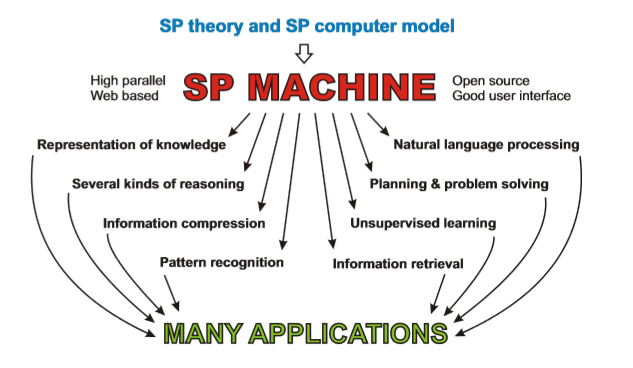 SP theory and SP computer model
High parallel
Web based
SP MACHINE
Open source
Good user interface
Representation of knowledge
Natural language processing
Several kinds of reasoning
Planning & problem solving
Information compression
Unsupervised learning
Pattern recognition
Information retrieval
MANY APPLICATIONS